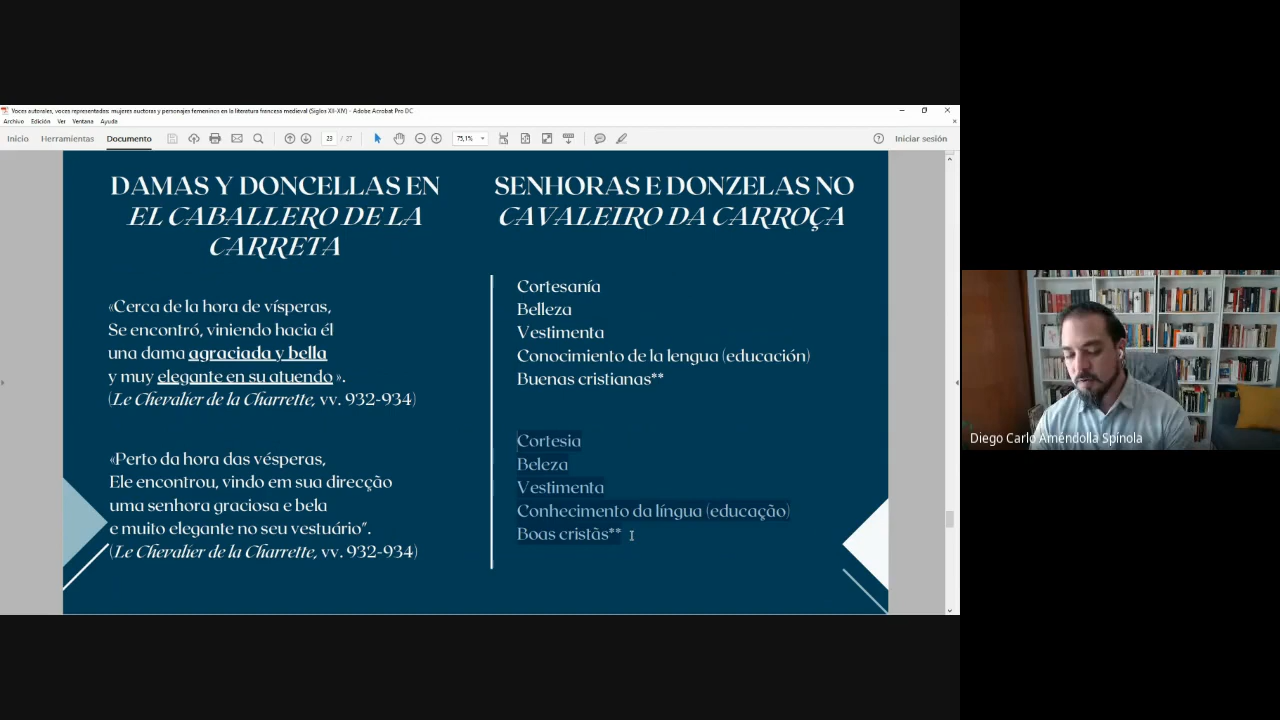 Voces autorales, voces representadas: mujeres auctoras y personajes femeninos en la literatura francesa medieval (Siglos XII-XIV) - Adobe Acrobat Pro DC
Archivo Edición Ver Ventana Ayuda
Inicio Herramientas Documento 23 / 27 75,1% Iniciar sesión
DAMAS Y DONCELLAS EN
EL CABALLERO DE LA
CARRETA
«Cerca de la hora de vísperas,
Se encontró, viniendo hacia él
una dama agraciada y bella
y muy elegante en su atuendo ».
(Le Chevalier de la Charrette, vv. 932-934)
«Perto da hora das vésperas,
Ele encontrou, vindo em sua direcção
uma senhora graciosa e bela
e muito elegante no seu vestuário”.
(Le Chevalier de la Charrette, vv. 932-934)
SENHORAS E DONZELAS NO
CAVALEIRO DA CARROÇA
Cortesanía
Belleza
Vestimenta
Conocimiento de la lengua (educación)
Buenas cristianas**
Cortesia
Beleza
Vestimenta
Conhecimento da língua (educação)
Boas cristãs**
Diego Carlo Améndolla Spínola